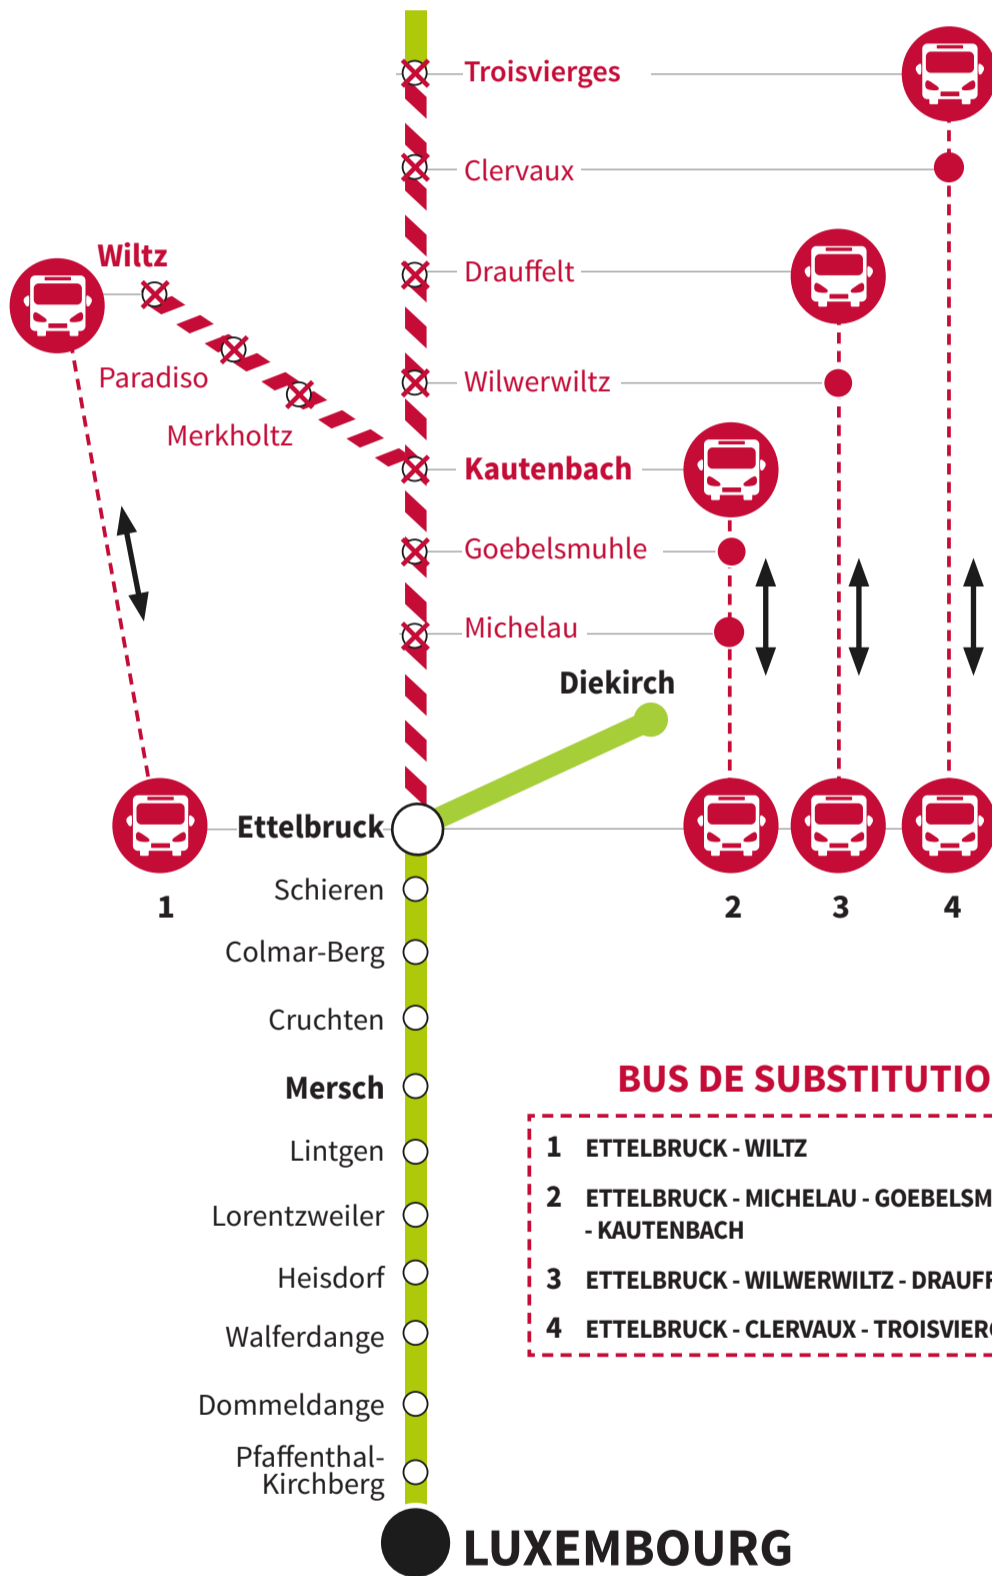 Troisvierges
Clervaux
Wiltz
Drauffelt
Paradiso
Wilwerwiltz
Merkholtz
Kautenbach
Goebelsmuhle
Michelau
Diekirch
Ettelbruck
1
2
3
4
Schieren
Colmar-Berg
Cruchten
Mersch
Lintgen
Lorentzweiler
Heisdorf
Walferdange
Dommeldange
Pfaffenthal-
Kirchberg
LUXEMBOURG
BUS DE SUBSTITUTIO
1 ETTELBRUCK - WILTZ
2 ETTELBRUCK - MICHELAU - GOEBELSM
- KAUTENBACH
3 ETTELBRUCK - WILWERWILTZ - DRAUFF
4 ETTELBRUCK - CLERVAUX - TROISVIERG